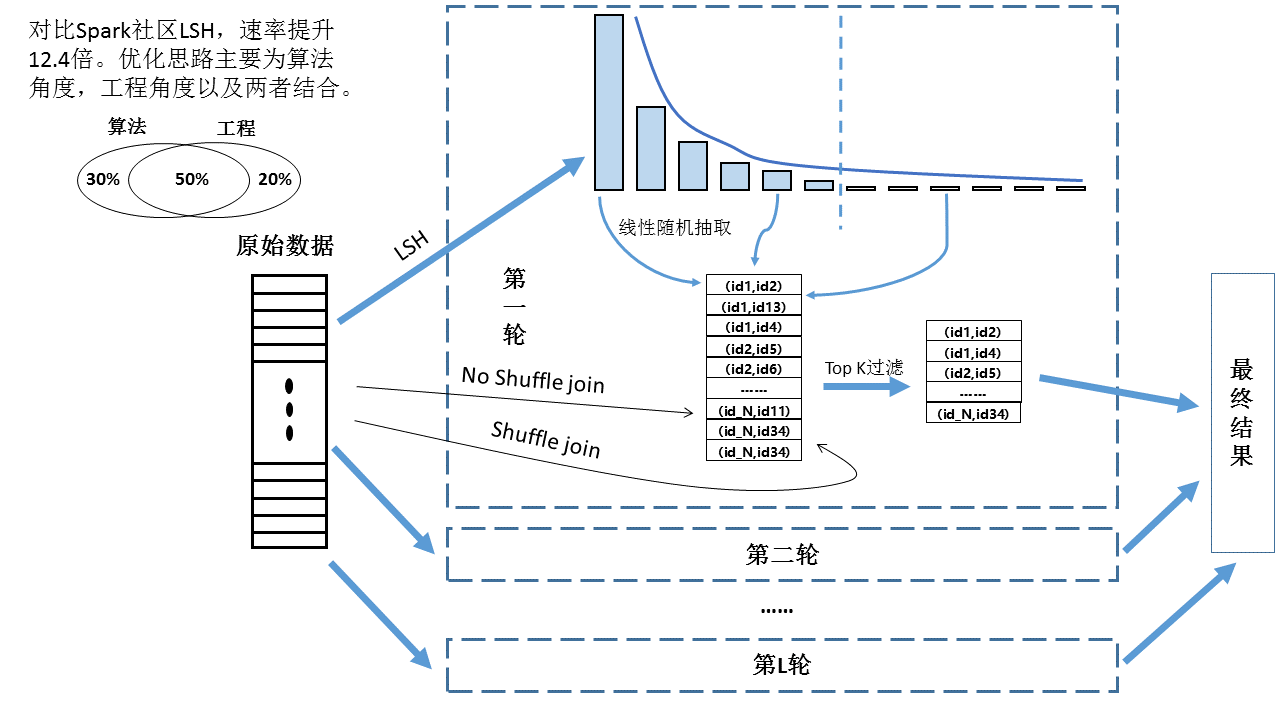 对比Spark社区LSH，速率提升
12.4倍。优化思路主要为算法
角度，工程角度以及两者结合。
算法
工程
30%
50%
20%
原始数据
LSH
线性随机抽取
第
一
轮
(id1,id2)
(id1,id13)
(id1,id4)
(id2,id5)
(id2,id6)
······
(id_N,id11)
(id_N,id34)
(id_N,id34)
No Shuffle join
Shuffle join
Top K过滤
(id1,id2)
(id1,id4)
(id2,id5)
······
(id_N,id34)
最
终
结
果
第二轮
······
第L轮